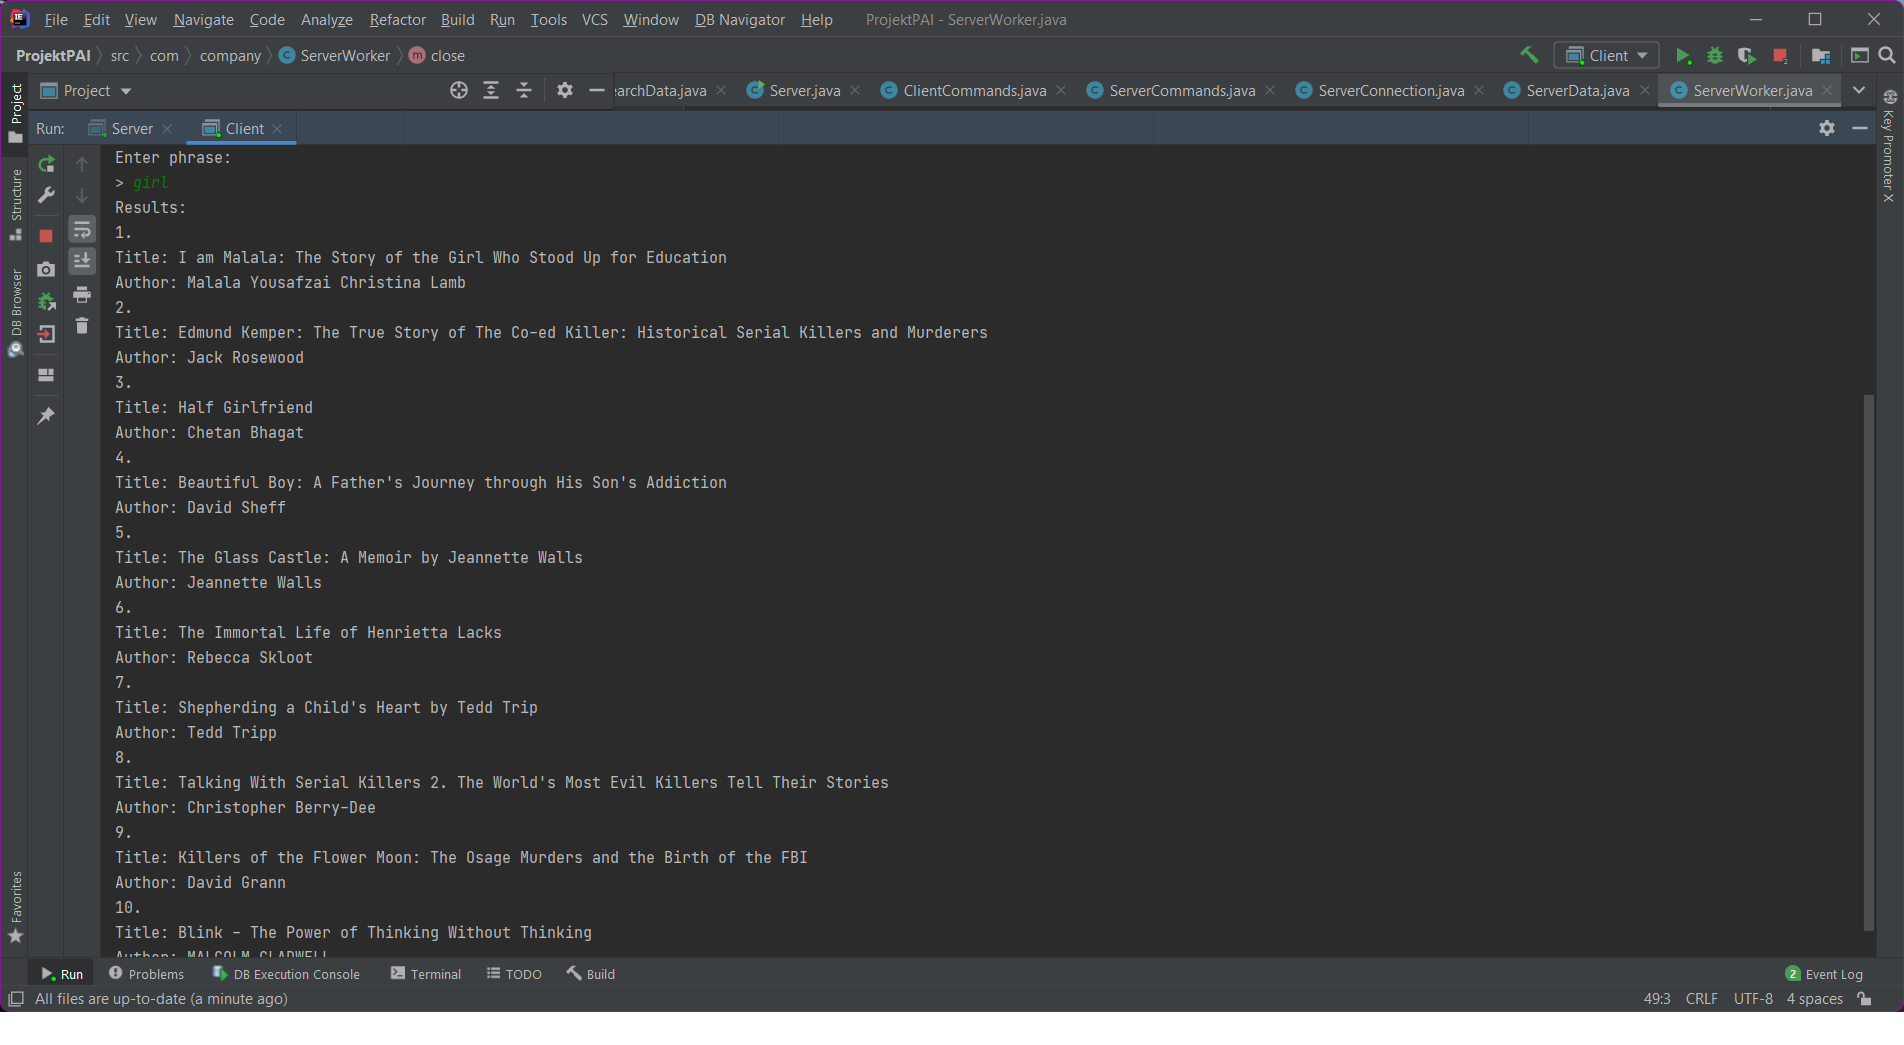 File Edit View Navigate Code Analyze Refactor Build Run Tools VCS Window DB Navigator Help ProjektPAI - ServerWorker.java
ProjektPAI src com company C ServerWorker m close Client
Project earchData.java Server.java ClientCommands.java ServerCommands.java ServerConnection.java ServerData.java ServerWorker.java
Run: Server Client
Project
Structure
DB Browser
Favorites
Key Promoter X
Enter phrase:
> girl
Results:
1.
Title: I am Malala: The Story of the Girl Who Stood Up for Education
Author: Malala Yousafzai Christina Lamb
2.
Title: Edmund Kemper: The True Story of The Co-ed Killer: Historical Serial Killers and Murderers
Author: Jack Rosewood
3.
Title: Half Girlfriend
Author: Chetan Bhagat
4.
Title: Beautiful Boy: A Father's Journey through His Son's Addiction
Author: David Sheff
5.
Title: The Glass Castle: A Memoir by Jeannette Walls
Author: Jeannette Walls
6.
Title: The Immortal Life of Henrietta Lacks
Author: Rebecca Skloot
7.
Title: Shepherding a Child's Heart by Tedd Trip
Author: Tedd Tripp
8.
Title: Talking With Serial Killers 2. The World's Most Evil Killers Tell Their Stories
Author: Christopher Berry-Dee
9.
Title: Killers of the Flower Moon: The Osage Murders and the Birth of the FBI
Author: David Grann
10.
Title: Blink - The Power of Thinking Without Thinking
Author: MALCOLM GLADWELL
Run Problems DB Execution Console Terminal TODO Build 2 Event Log
All files are up-to-date (a minute ago) 49:3 CRLF UTF-8 4 spaces